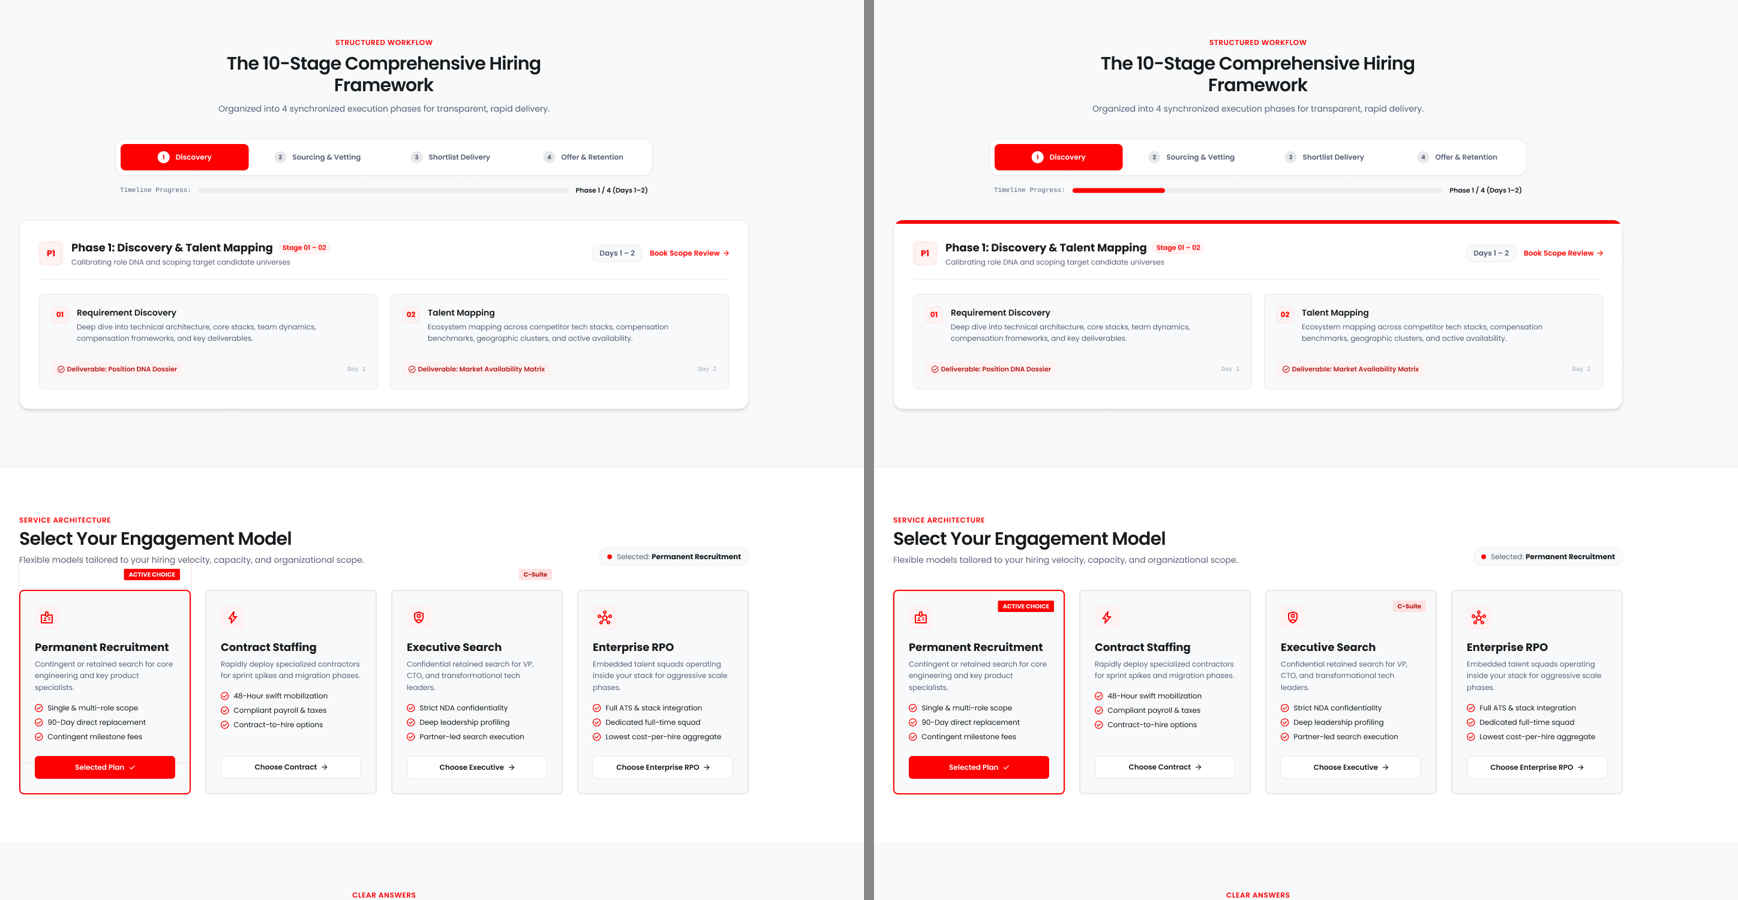 STRUCTURED WORKFLOW
The 10-Stage Comprehensive Hiring
Framework
Organized into 4 synchronized execution phases for transparent, rapid delivery.
1 Discovery
2 Sourcing & Vetting
3 Shortlist Delivery
4 Offer & Retention
Timeline Progress:
Phase 1 / 4 (Days 1–2)
P1
Phase 1: Discovery & Talent Mapping
Stage 01 – 02
Calibrating role DNA and scoping target candidate universes
Days 1 – 2
Book Scope Review →
01
Requirement Discovery
Deep dive into technical architecture, core stacks, team dynamics,
compensation frameworks, and key deliverables.
Deliverable: Position DNA Dossier
Day 1
02
Talent Mapping
Ecosystem mapping across competitor tech stacks, compensation
benchmarks, geographic clusters, and active availability.
Deliverable: Market Availability Matrix
Day 2
SERVICE ARCHITECTURE
Select Your Engagement Model
Flexible models tailored to your hiring velocity, capacity, and organizational scope.
Selected: Permanent Recruitment
ACTIVE CHOICE
Permanent Recruitment
Contingent or retained search for core
engineering and key product
specialists.
Single & multi-role scope
90-Day direct replacement
Contingent milestone fees
Selected Plan ✓
Contract Staffing
Rapidly deploy specialized contractors
for sprint spikes and migration phases.
48-Hour swift mobilization
Compliant payroll & taxes
Contract-to-hire options
Choose Contract →
C-Suite
Executive Search
Confidential retained search for VP,
CTO, and transformational tech
leaders.
Strict NDA confidentiality
Deep leadership profiling
Partner-led search execution
Choose Executive →
Enterprise RPO
Embedded talent squads operating
inside your stack for aggressive scale
phases.
Full ATS & stack integration
Dedicated full-time squad
Lowest cost-per-hire aggregate
Choose Enterprise RPO →
CLEAR ANSWERS
STRUCTURED WORKFLOW
The 10-Stage Comprehensive Hiring
Framework
Organized into 4 synchronized execution phases for transparent, rapid delivery.
1 Discovery
2 Sourcing & Vetting
3 Shortlist Delivery
4 Offer & Retention
Timeline Progress:
Phase 1 / 4 (Days 1–2)
P1
Phase 1: Discovery & Talent Mapping
Stage 01 – 02
Calibrating role DNA and scoping target candidate universes
Days 1 – 2
Book Scope Review →
01
Requirement Discovery
Deep dive into technical architecture, core stacks, team dynamics,
compensation frameworks, and key deliverables.
Deliverable: Position DNA Dossier
Day 1
02
Talent Mapping
Ecosystem mapping across competitor tech stacks, compensation
benchmarks, geographic clusters, and active availability.
Deliverable: Market Availability Matrix
Day 2
SERVICE ARCHITECTURE
Select Your Engagement Model
Flexible models tailored to your hiring velocity, capacity, and organizational scope.
Selected: Permanent Recruitment
ACTIVE CHOICE
Permanent Recruitment
Contingent or retained search for core
engineering and key product
specialists.
Single & multi-role scope
90-Day direct replacement
Contingent milestone fees
Selected Plan ✓
Contract Staffing
Rapidly deploy specialized contractors
for sprint spikes and migration phases.
48-Hour swift mobilization
Compliant payroll & taxes
Contract-to-hire options
Choose Contract →
C-Suite
Executive Search
Confidential retained search for VP,
CTO, and transformational tech
leaders.
Strict NDA confidentiality
Deep leadership profiling
Partner-led search execution
Choose Executive →
Enterprise RPO
Embedded talent squads operating
inside your stack for aggressive scale
phases.
Full ATS & stack integration
Dedicated full-time squad
Lowest cost-per-hire aggregate
Choose Enterprise RPO →
CLEAR ANSWERS